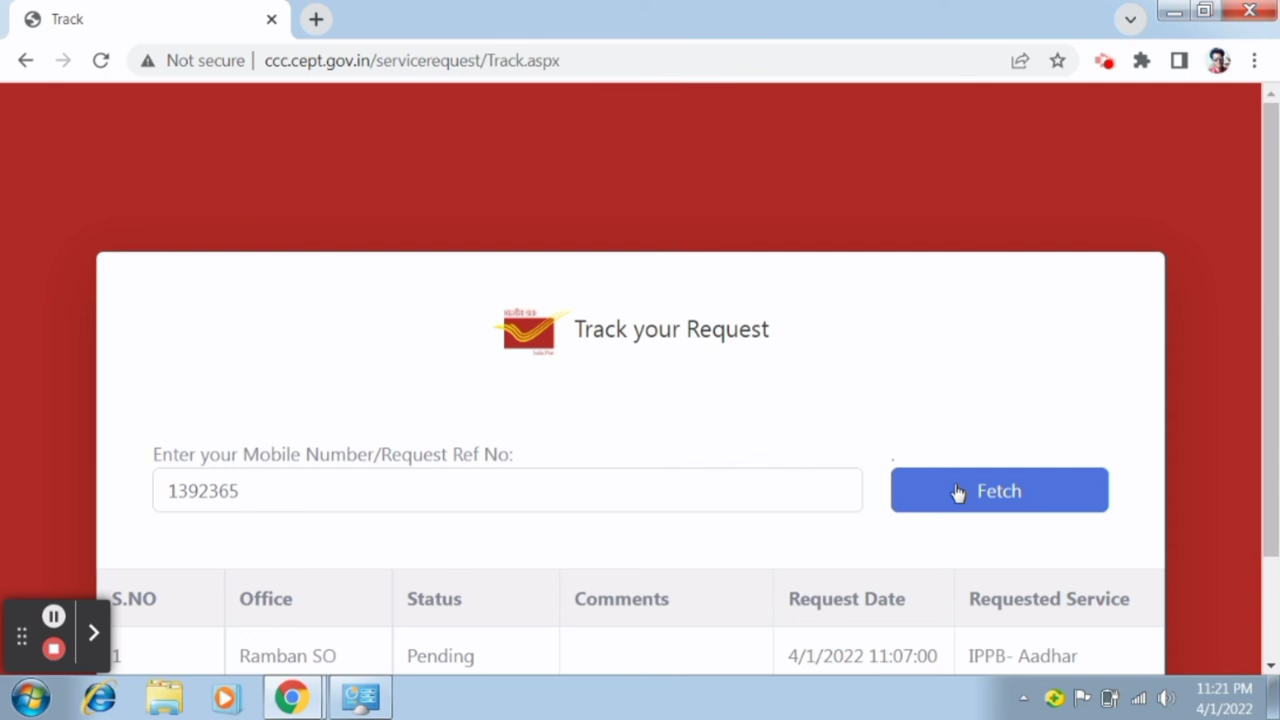 Track
Not secure | ccc.cept.gov.in/servicerequest/Track.aspx
Track your Request
Enter your Mobile Number/Request Ref No:
.
1392365
Fetch
S.NO Office Status Comments Request Date Requested Service
1 Ramban SO Pending 4/1/2022 11:07:00 IPPB- Aadhar
11:21 PM
4/1/2022